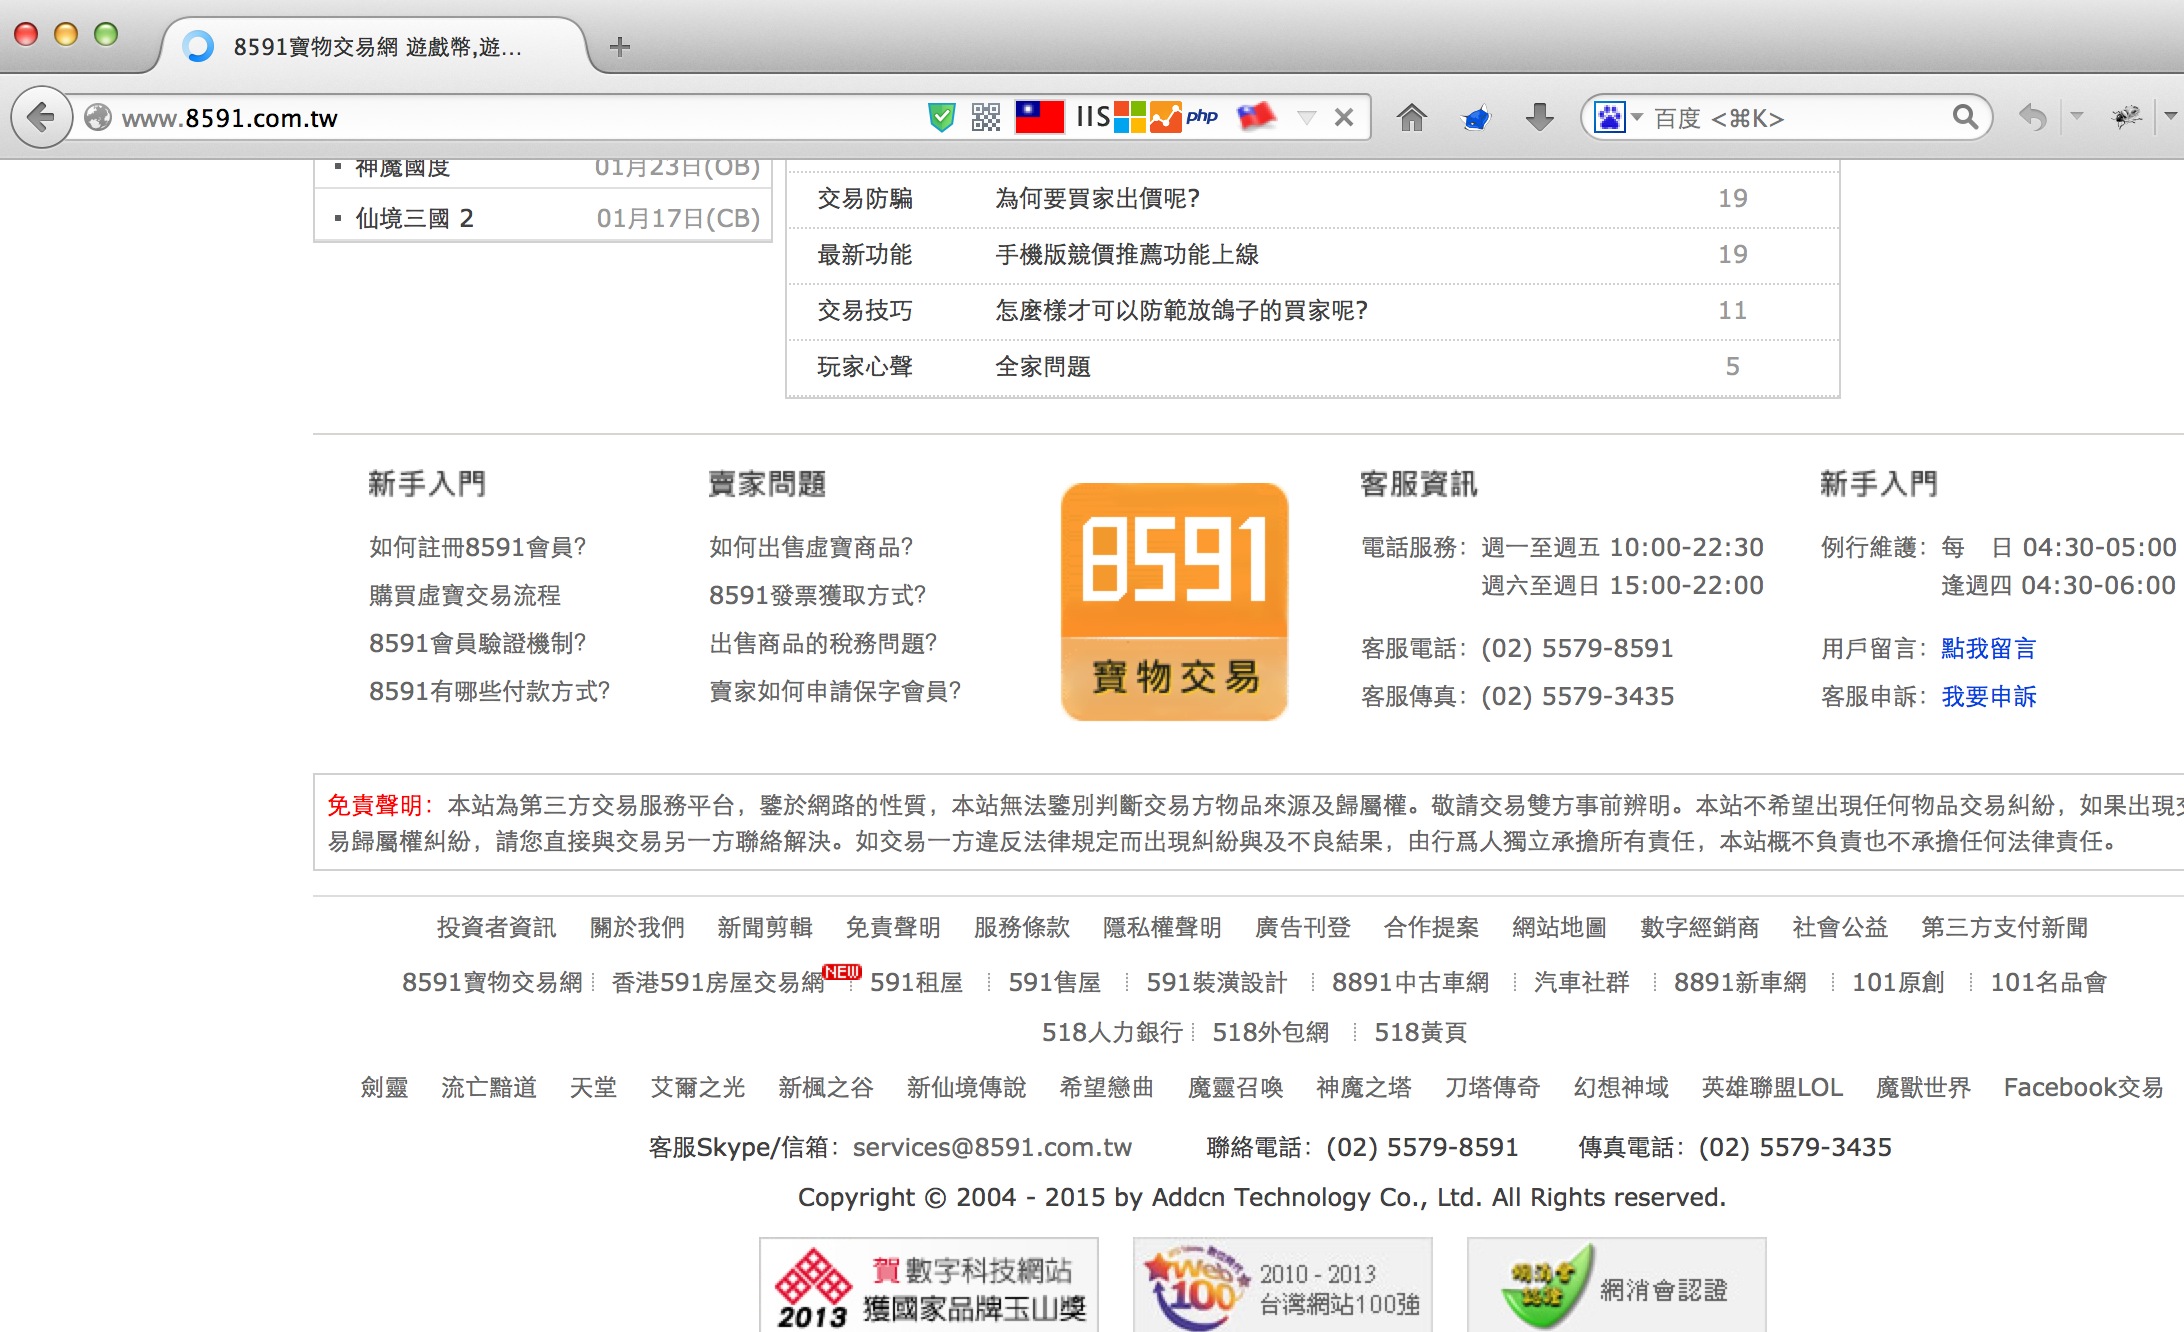 8591寶物交易網 遊戲幣,遊...
www.8591.com.tw
IIS
php
百度 <⌘K>
神魔國度 01月23日(OB)
仙境三國 2 01月17日(CB)
交易防騙 為何要買家出價呢? 19
最新功能 手機版競價推薦功能上線 19
交易技巧 怎麼樣才可以防範放鴿子的買家呢? 11
玩家心聲 全家問題 5
新手入門
如何註冊8591會員?
購買虛寶交易流程
8591會員驗證機制?
8591有哪些付款方式?
賣家問題
如何出售虛寶商品?
8591發票獲取方式?
出售商品的稅務問題?
賣家如何申請保字會員?
8591
寶物交易
客服資訊
電話服務：週一至週五 10:00-22:30
週六至週日 15:00-22:00
客服電話：(02) 5579-8591
客服傳真：(02) 5579-3435
新手入門
例行維護：每 日 04:30-05:00
逢週四 04:30-06:00
用戶留言：點我留言
客服申訴：我要申訴
免責聲明：本站為第三方交易服務平台，鑒於網路的性質，本站無法鑒別判斷交易方物品來源及歸屬權。敬請交易雙方事前辨明。本站不希望出現任何物品交易糾紛，如果出現交
易歸屬權糾紛，請您直接與交易另一方聯絡解決。如交易一方違反法律規定而出現糾紛與及不良結果，由行爲人獨立承擔所有責任，本站概不負責也不承擔任何法律責任。
投資者資訊 關於我們 新聞剪輯 免責聲明 服務條款 隱私權聲明 廣告刊登 合作提案 網站地圖 數字經銷商 社會公益 第三方支付新聞
8591寶物交易網 香港591房屋交易網 NEW 591租屋 591售屋 591裝潢設計 8891中古車網 汽車社群 8891新車網 101原創 101名品會
518人力銀行 518外包網 518黃頁
劍靈 流亡黯道 天堂 艾爾之光 新楓之谷 新仙境傳說 希望戀曲 魔靈召喚 神魔之塔 刀塔傳奇 幻想神域 英雄聯盟LOL 魔獸世界 Facebook交易
客服Skype/信箱：services@8591.com.tw 聯絡電話：(02) 5579-8591 傳真電話：(02) 5579-3435
Copyright © 2004 - 2015 by Addcn Technology Co., Ltd. All Rights reserved.
2013
賀 數字科技網站
獲國家品牌玉山獎
Web 100
2010 - 2013
台灣網站100強
網消會
認證
網消會認證